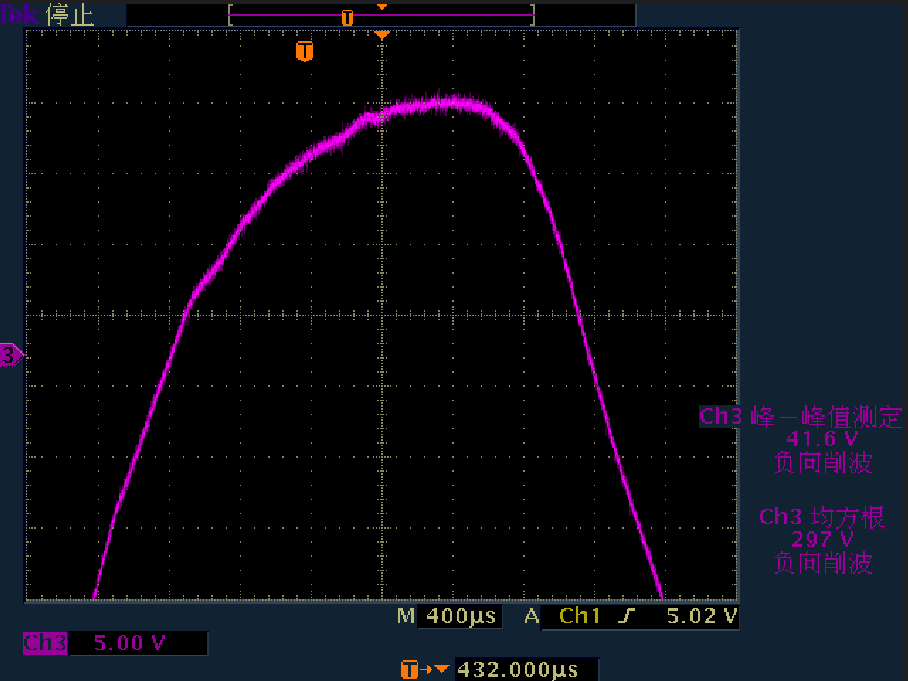 Tek 停止
T
T
3
Ch3 峰－峰值测定
41.6 V
负向削波
Ch3 均方根
297 V
负向削波
M 400µs A Ch1 5.02 V
Ch3 5.00 V
T 432.000µs